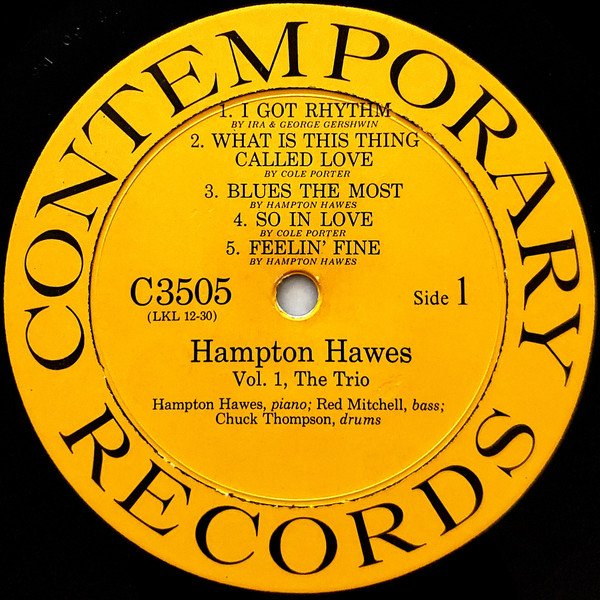 CONTEMPORARY
RECORDS
1. I GOT RHYTHM
BY IRA & GEORGE GERSHWIN
2. WHAT IS THIS THING
CALLED LOVE
BY COLE PORTER
3. BLUES THE MOST
BY HAMPTON HAWES
4. SO IN LOVE
BY COLE PORTER
5. FEELIN' FINE
BY HAMPTON HAWES
C3505
(LKL 12-30)
Side 1
Hampton Hawes
Vol. 1, The Trio
Hampton Hawes, piano; Red Mitchell, bass;
Chuck Thompson, drums